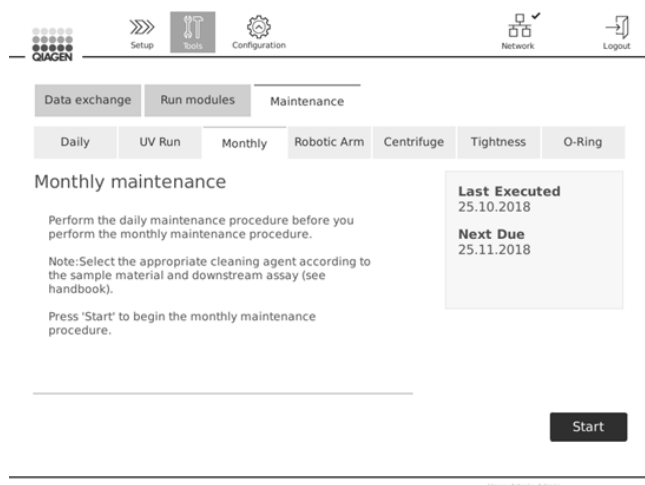 QIAGEN
Setup
Tools
Configuration
Network
Logout
Data exchange
Run modules
Maintenance
Daily
UV Run
Monthly
Robotic Arm
Centrifuge
Tightness
O-Ring
Monthly maintenance
Perform the daily maintenance procedure before you
perform the monthly maintenance procedure.
Note:Select the appropriate cleaning agent according to
the sample material and downstream assay (see
handbook).
Press 'Start' to begin the monthly maintenance
procedure.
Last Executed
25.10.2018
Next Due
25.11.2018
Start